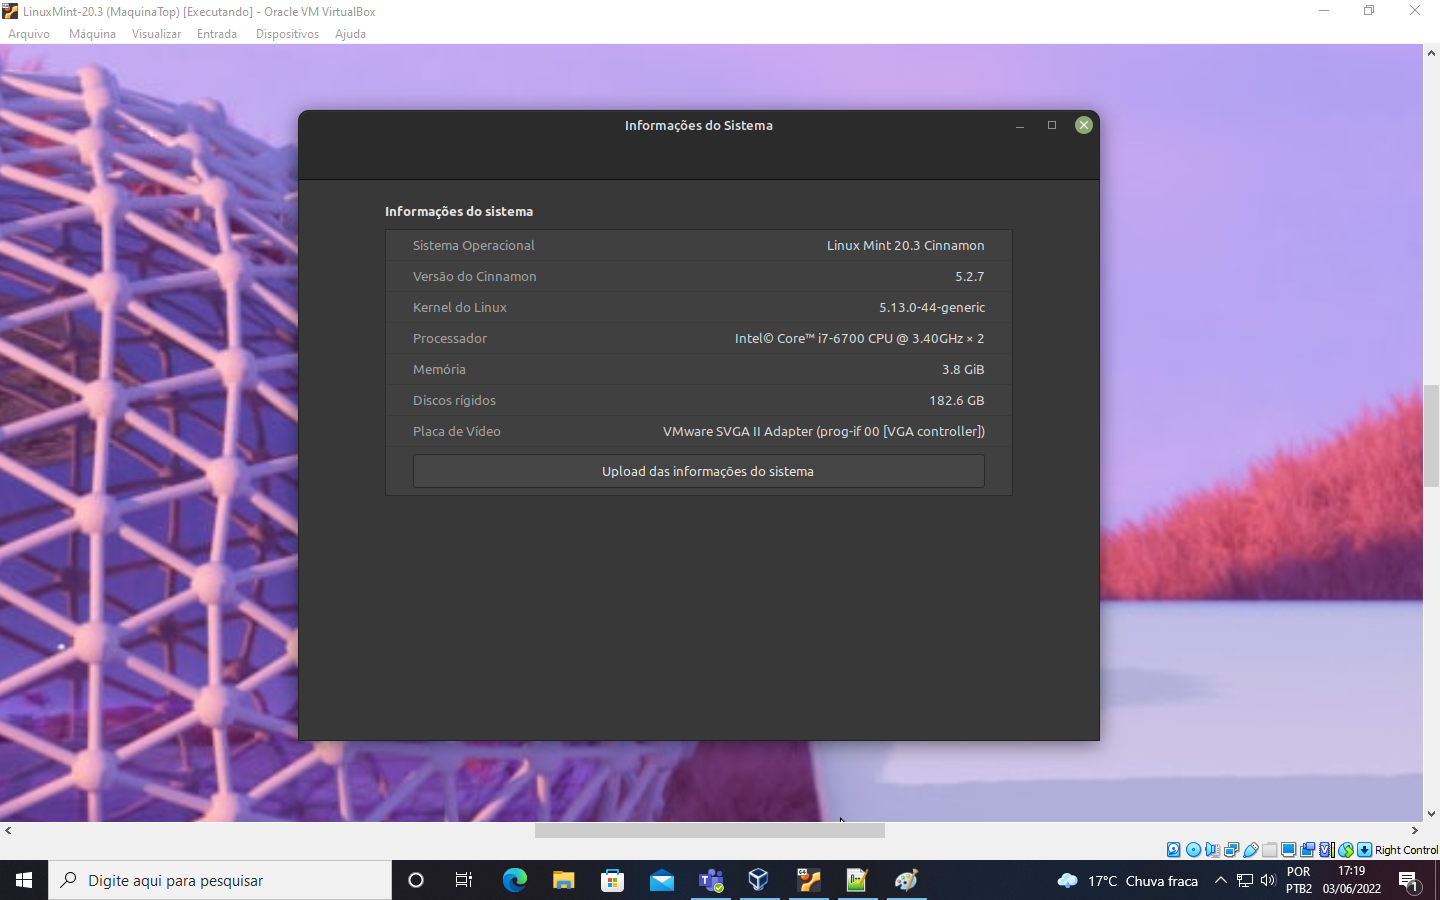 LinuxMint-20.3 (MaquinaTop) [Executando] - Oracle VM VirtualBox
Arquivo Máquina Visualizar Entrada Dispositivos Ajuda
Informações do Sistema
Informações do sistema
Sistema Operacional Linux Mint 20.3 Cinnamon
Versão do Cinnamon 5.2.7
Kernel do Linux 5.13.0-44-generic
Processador Intel© Core™ i7-6700 CPU @ 3.40GHz × 2
Memória 3.8 GiB
Discos rígidos 182.6 GB
Placa de Vídeo VMware SVGA II Adapter (prog-if 00 [VGA controller])
Upload das informações do sistema
Right Control
Digite aqui para pesquisar
17°C Chuva fraca
POR
PTB2
17:19
03/06/2022
1